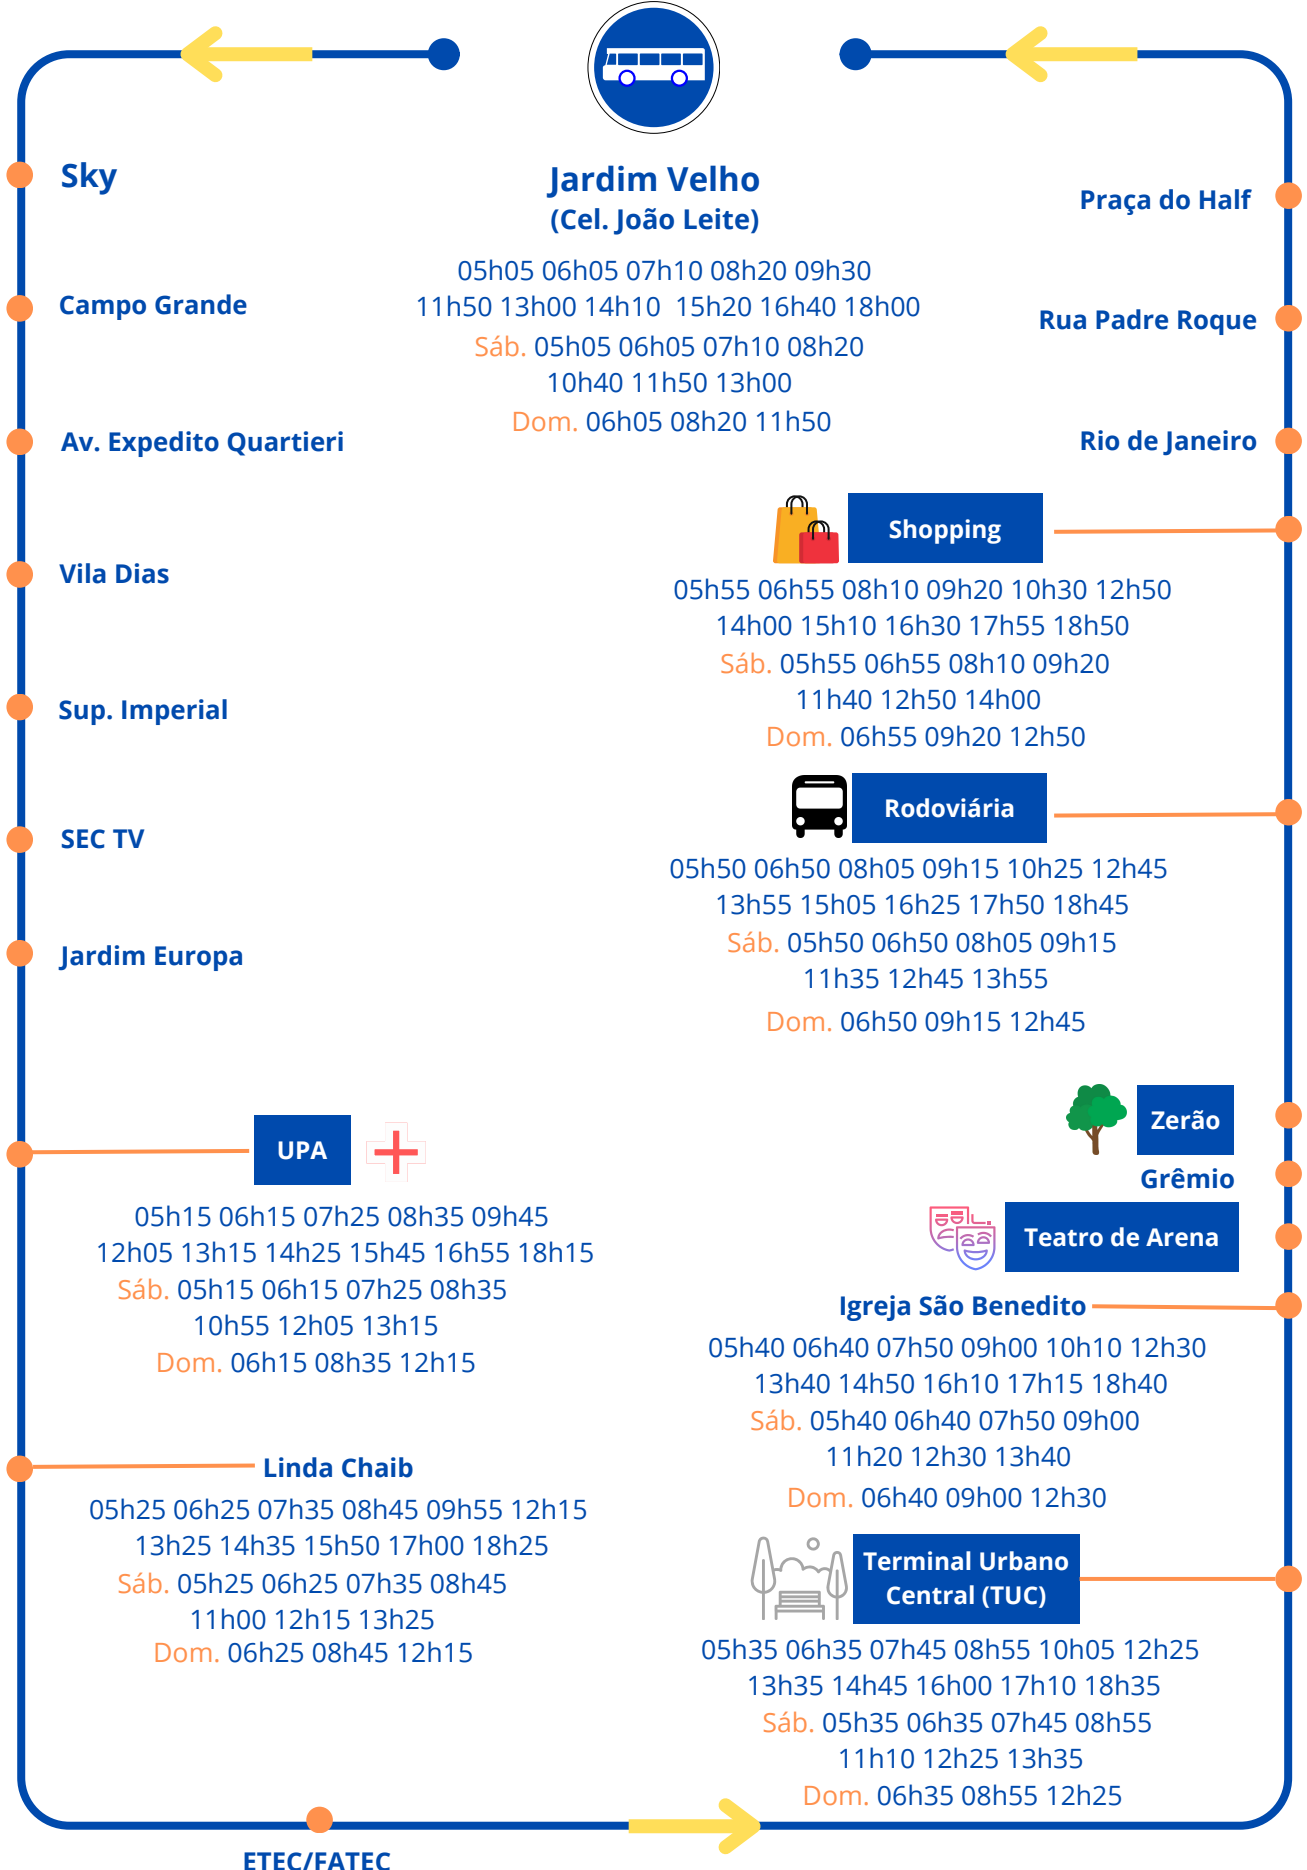 Jardim Velho
(Cel. João Leite)
05h05 06h05 07h10 08h20 09h30
11h50 13h00 14h10 15h20 16h40 18h00
Sáb. 05h05 06h05 07h10 08h20
10h40 11h50 13h00
Dom. 06h05 08h20 11h50
Sky
Campo Grande
Av. Expedito Quartieri
Vila Dias
Sup. Imperial
SEC TV
Jardim Europa
UPA
05h15 06h15 07h25 08h35 09h45
12h05 13h15 14h25 15h45 16h55 18h15
Sáb. 05h15 06h15 07h25 08h35
10h55 12h05 13h15
Dom. 06h15 08h35 12h15
Linda Chaib
05h25 06h25 07h35 08h45 09h55 12h15
13h25 14h35 15h50 17h00 18h25
Sáb. 05h25 06h25 07h35 08h45
11h00 12h15 13h25
Dom. 06h25 08h45 12h15
ETEC/FATEC
Praça do Half
Rua Padre Roque
Rio de Janeiro
Shopping
05h55 06h55 08h10 09h20 10h30 12h50
14h00 15h10 16h30 17h55 18h50
Sáb. 05h55 06h55 08h10 09h20
11h40 12h50 14h00
Dom. 06h55 09h20 12h50
Rodoviária
05h50 06h50 08h05 09h15 10h25 12h45
13h55 15h05 16h25 17h50 18h45
Sáb. 05h50 06h50 08h05 09h15
11h35 12h45 13h55
Dom. 06h50 09h15 12h45
Zerão
Grêmio
Teatro de Arena
Igreja São Benedito
05h40 06h40 07h50 09h00 10h10 12h30
13h40 14h50 16h10 17h15 18h40
Sáb. 05h40 06h40 07h50 09h00
11h20 12h30 13h40
Dom. 06h40 09h00 12h30
Terminal Urbano
Central (TUC)
05h35 06h35 07h45 08h55 10h05 12h25
13h35 14h45 16h00 17h10 18h35
Sáb. 05h35 06h35 07h45 08h55
11h10 12h25 13h35
Dom. 06h35 08h55 12h25